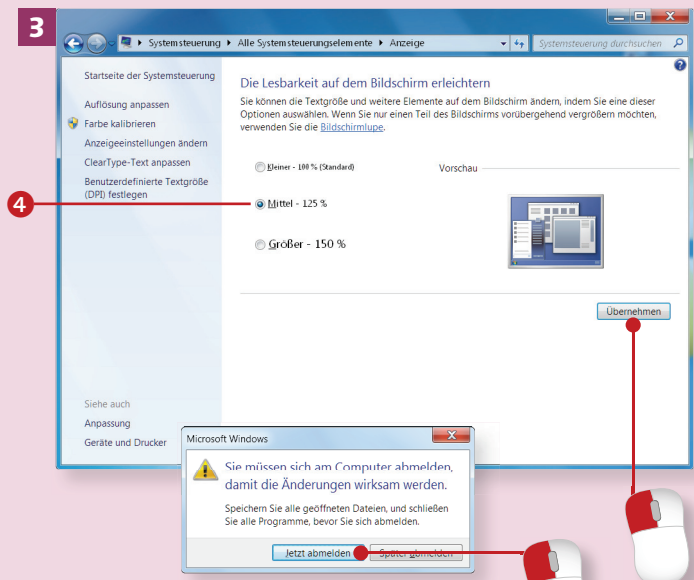 3
Systemsteuerung ▸ Alle Systemsteuerungselemente ▸ Anzeige
Systemsteuerung durchsuchen
Startseite der Systemsteuerung
Auflösung anpassen
Farbe kalibrieren
Anzeigeeinstellungen ändern
ClearType-Text anpassen
Benutzerdefinierte Textgröße
(DPI) festlegen
Die Lesbarkeit auf dem Bildschirm erleichtern
Sie können die Textgröße und weitere Elemente auf dem Bildschirm ändern, indem Sie eine dieser
Optionen auswählen. Wenn Sie nur einen Teil des Bildschirms vorübergehend vergrößern möchten,
verwenden Sie die Bildschirmlupe.
Kleiner - 100 % (Standard)
Vorschau
4
Mittel - 125 %
Größer - 150 %
Übernehmen
Siehe auch
Anpassung
Geräte und Drucker
Microsoft Windows
Sie müssen sich am Computer abmelden,
damit die Änderungen wirksam werden.
Speichern Sie alle geöffneten Dateien, und schließen
Sie alle Programme, bevor Sie sich abmelden.
Jetzt abmelden
Später abmelden